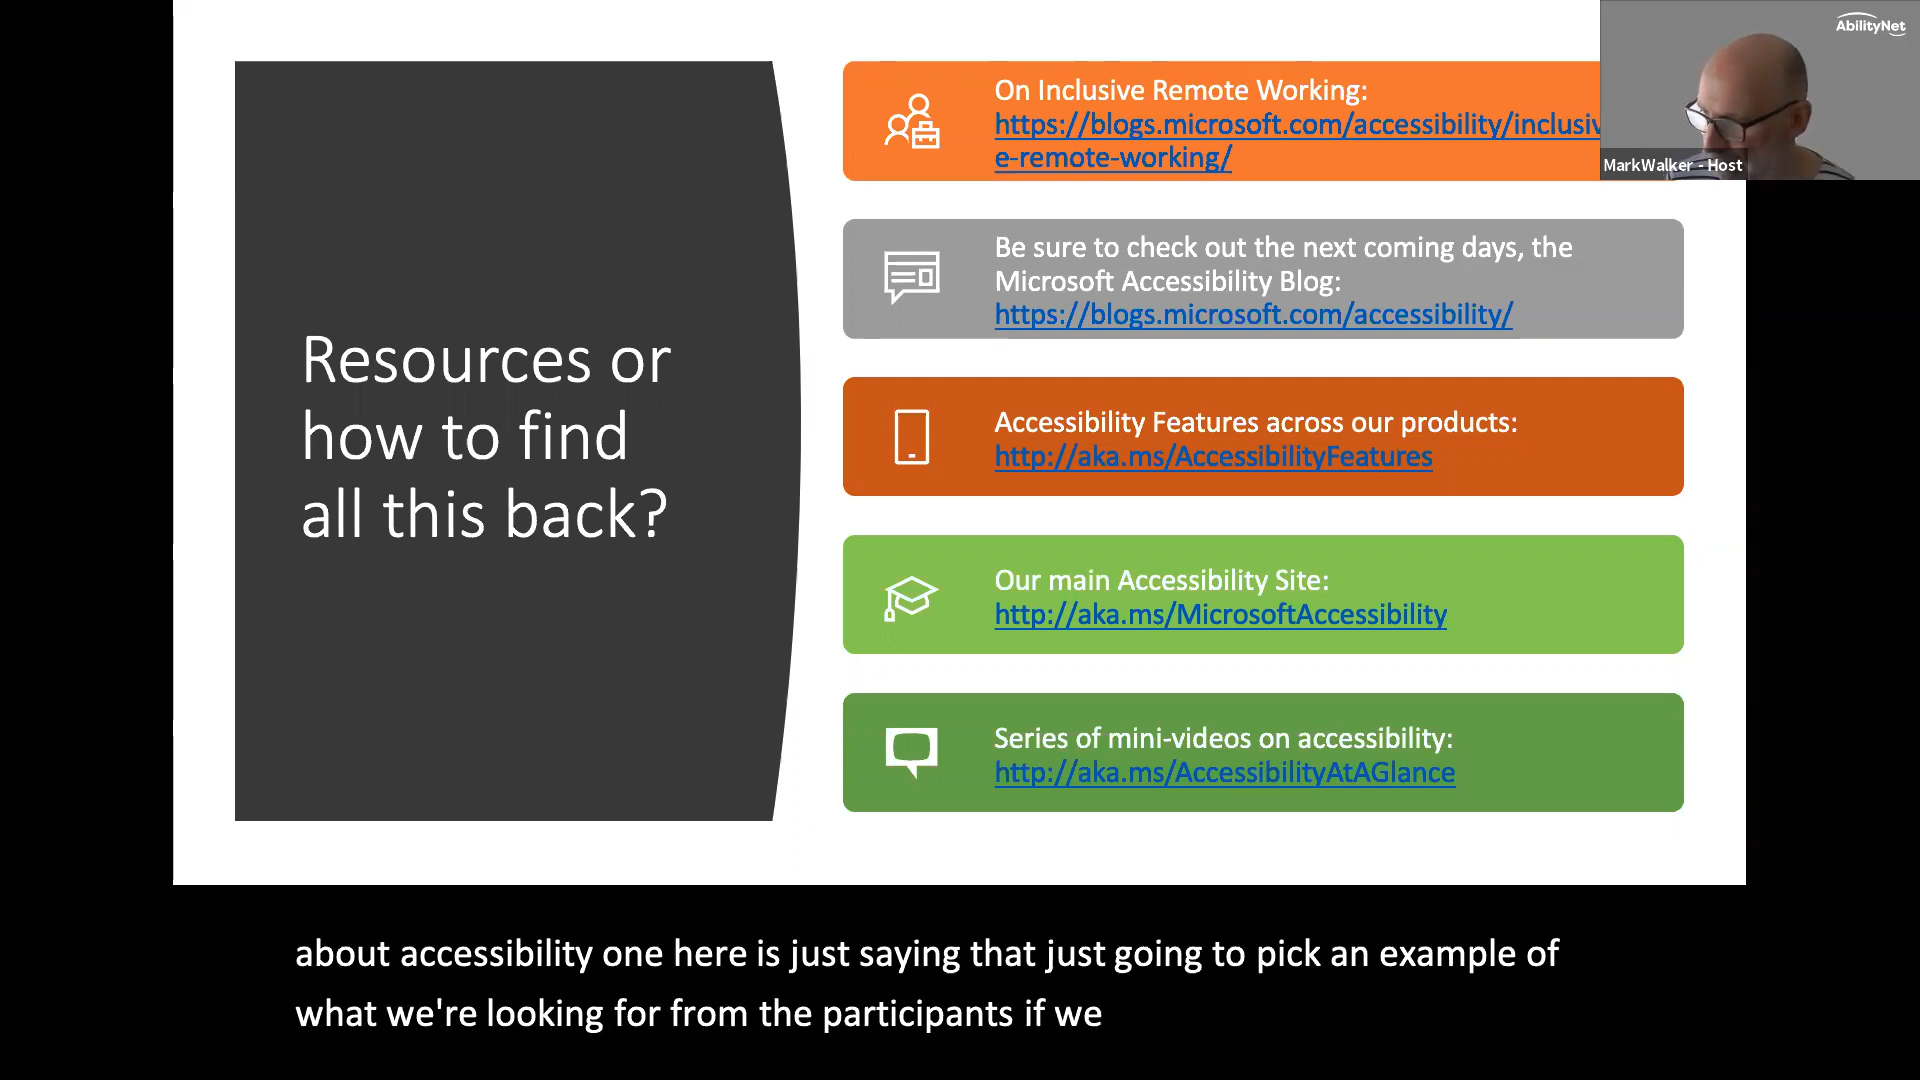 AbilityNet
MarkWalker - Host
Resources or
how to find
all this back?
On Inclusive Remote Working:
https://blogs.microsoft.com/accessibility/inclusiv
e-remote-working/
Be sure to check out the next coming days, the
Microsoft Accessibility Blog:
https://blogs.microsoft.com/accessibility/
Accessibility Features across our products:
http://aka.ms/AccessibilityFeatures
Our main Accessibility Site:
http://aka.ms/MicrosoftAccessibility
Series of mini-videos on accessibility:
http://aka.ms/AccessibilityAtAGlance
about accessibility one here is just saying that just going to pick an example of
what we're looking for from the participants if we